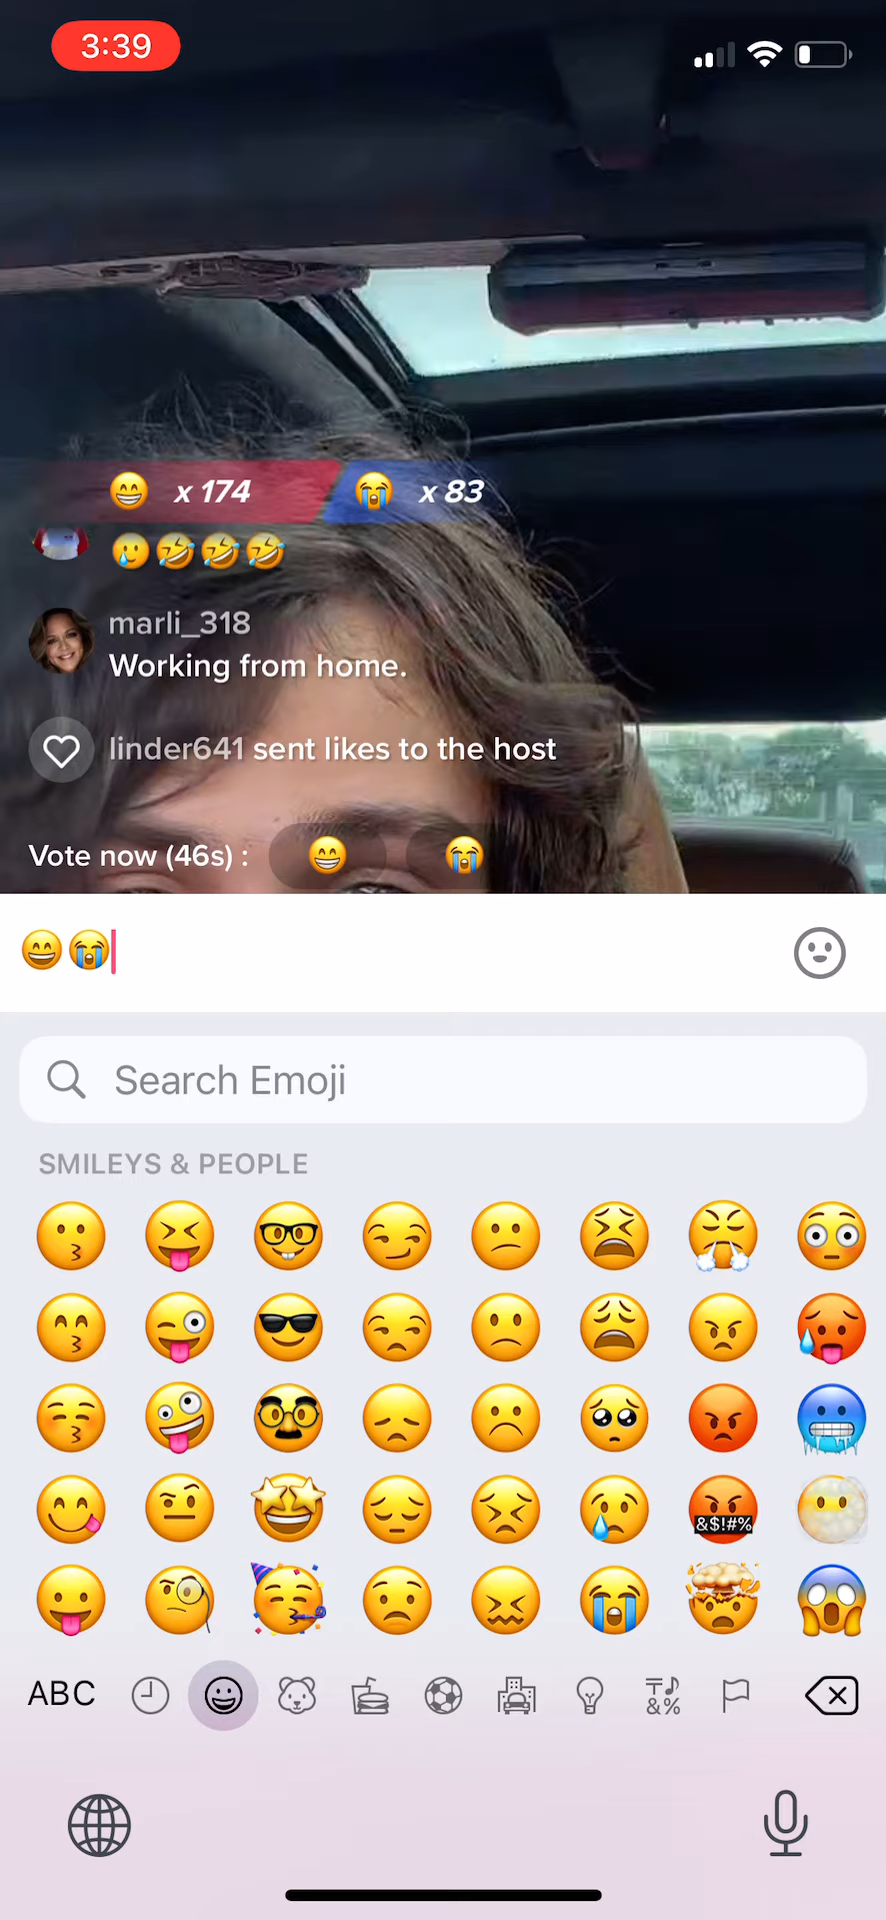 3:39
😁 x 174 😭 x 83
🥲🤣🤣🤣
marli_318
Working from home.
linder641 sent likes to the host
Vote now (46s) : 😁 😭
😄😭
Search Emoji
SMILEYS & PEOPLE
&$!#%
ABC
&%